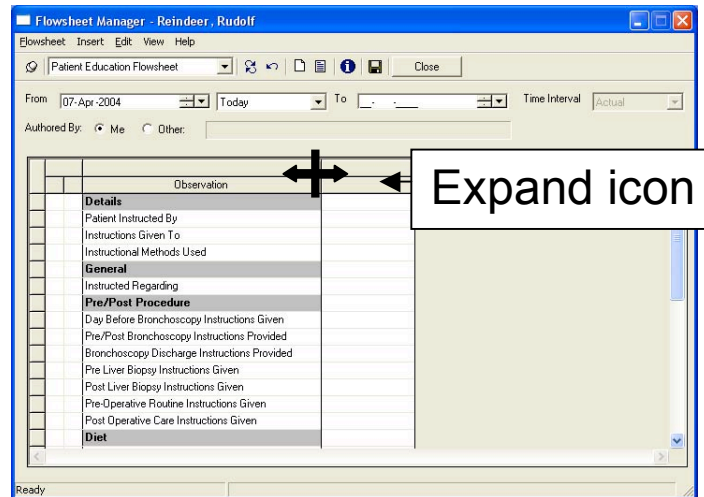 Flowsheet Manager - Reindeer, Rudolf
Flowsheet Insert Edit View Help
Patient Education Flowsheet Close
From 07-Apr-2004 Today To __-__-____ Time Interval Actual
Authored By: Me Other:
Expand icon
Observation
Details
Patient Instructed By
Instructions Given To
Instructional Methods Used
General
Instructed Regarding
Pre/Post Procedure
Day Before Bronchoscopy Instructions Given
Pre/Post Bronchoscopy Instructions Provided
Bronchoscopy Discharge Instructions Provided
Pre Liver Biopsy Instructions Given
Post Liver Biopsy Instructions Given
Pre-Operative Routine Instructions Given
Post Operative Care Instructions Given
Diet
Ready